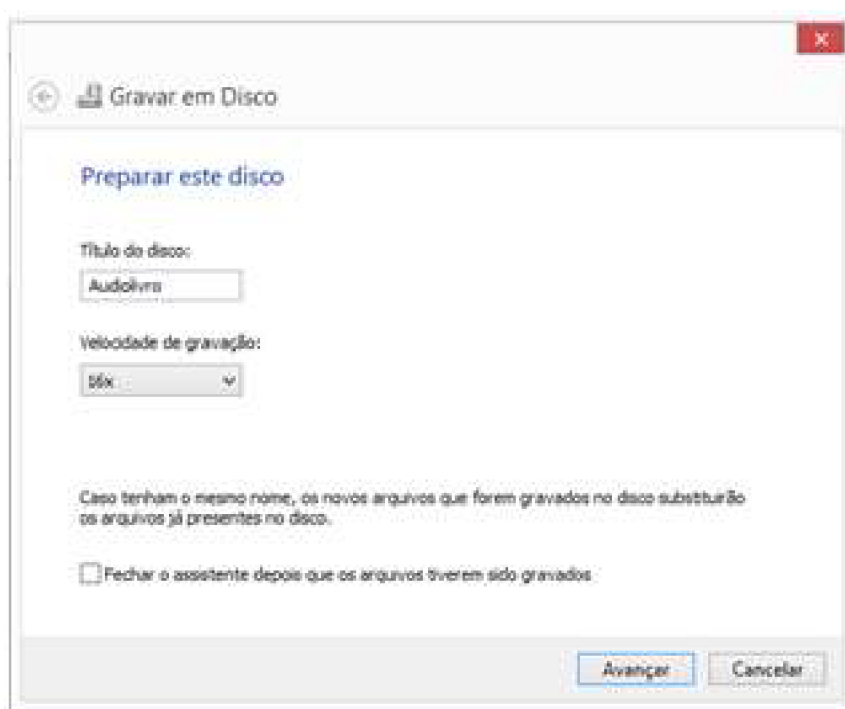 Gravar em Disco
Preparar este disco
Título do disco:
Audolivro
Velocidade de gravação:
16x
Caso tenham o mesmo nome, os novos arquivos que forem gravados no disco substituirão
os arquivos já presentes no disco.
Fechar o assistente depois que os arquivos tiverem sido gravados
Avançar Cancelar